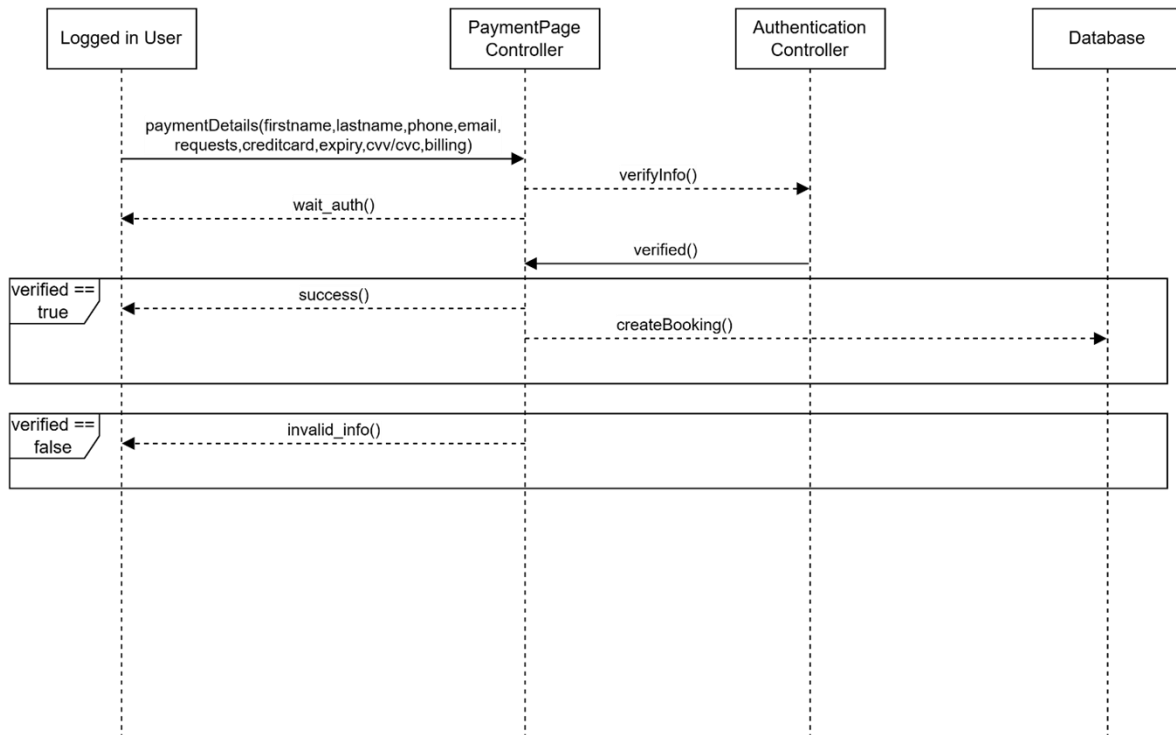 Logged in User
PaymentPage
Controller
Authentication
Controller
Database
paymentDetails(firstname,lastname,phone,email,
requests,creditcard,expiry,cvv/cvc,billing)
verifyInfo()
wait_auth()
verified()
verified ==
true
success()
createBooking()
verified ==
false
invalid_info()